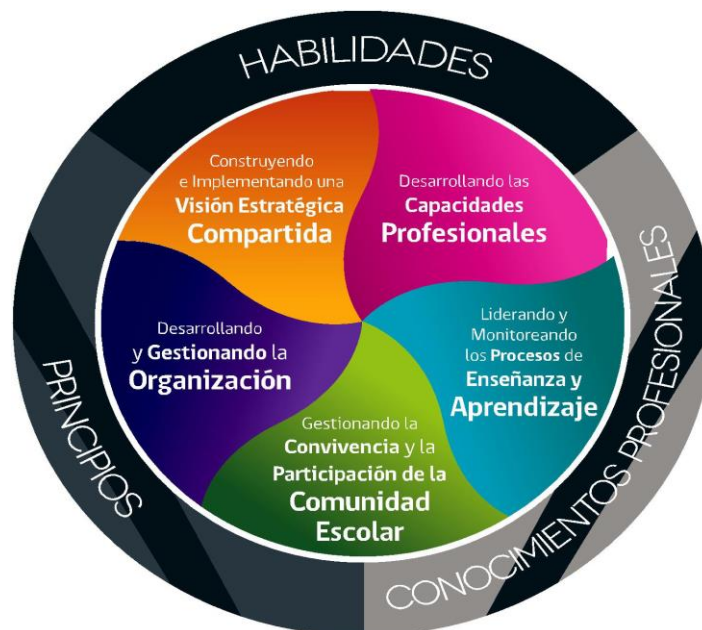 HABILIDADES
Construyendo
e Implementando una
Visión Estratégica
Compartida
Desarrollando las
Capacidades
Profesionales
Liderando y
Monitoreando
los Procesos de
Enseñanza y
Aprendizaje
Gestionando la
Convivencia y la
Participación de la
Comunidad
Escolar
Desarrollando
y Gestionando la
Organización
PRINCIPIOS
CONOCIMIENTOS PROFESIONALES